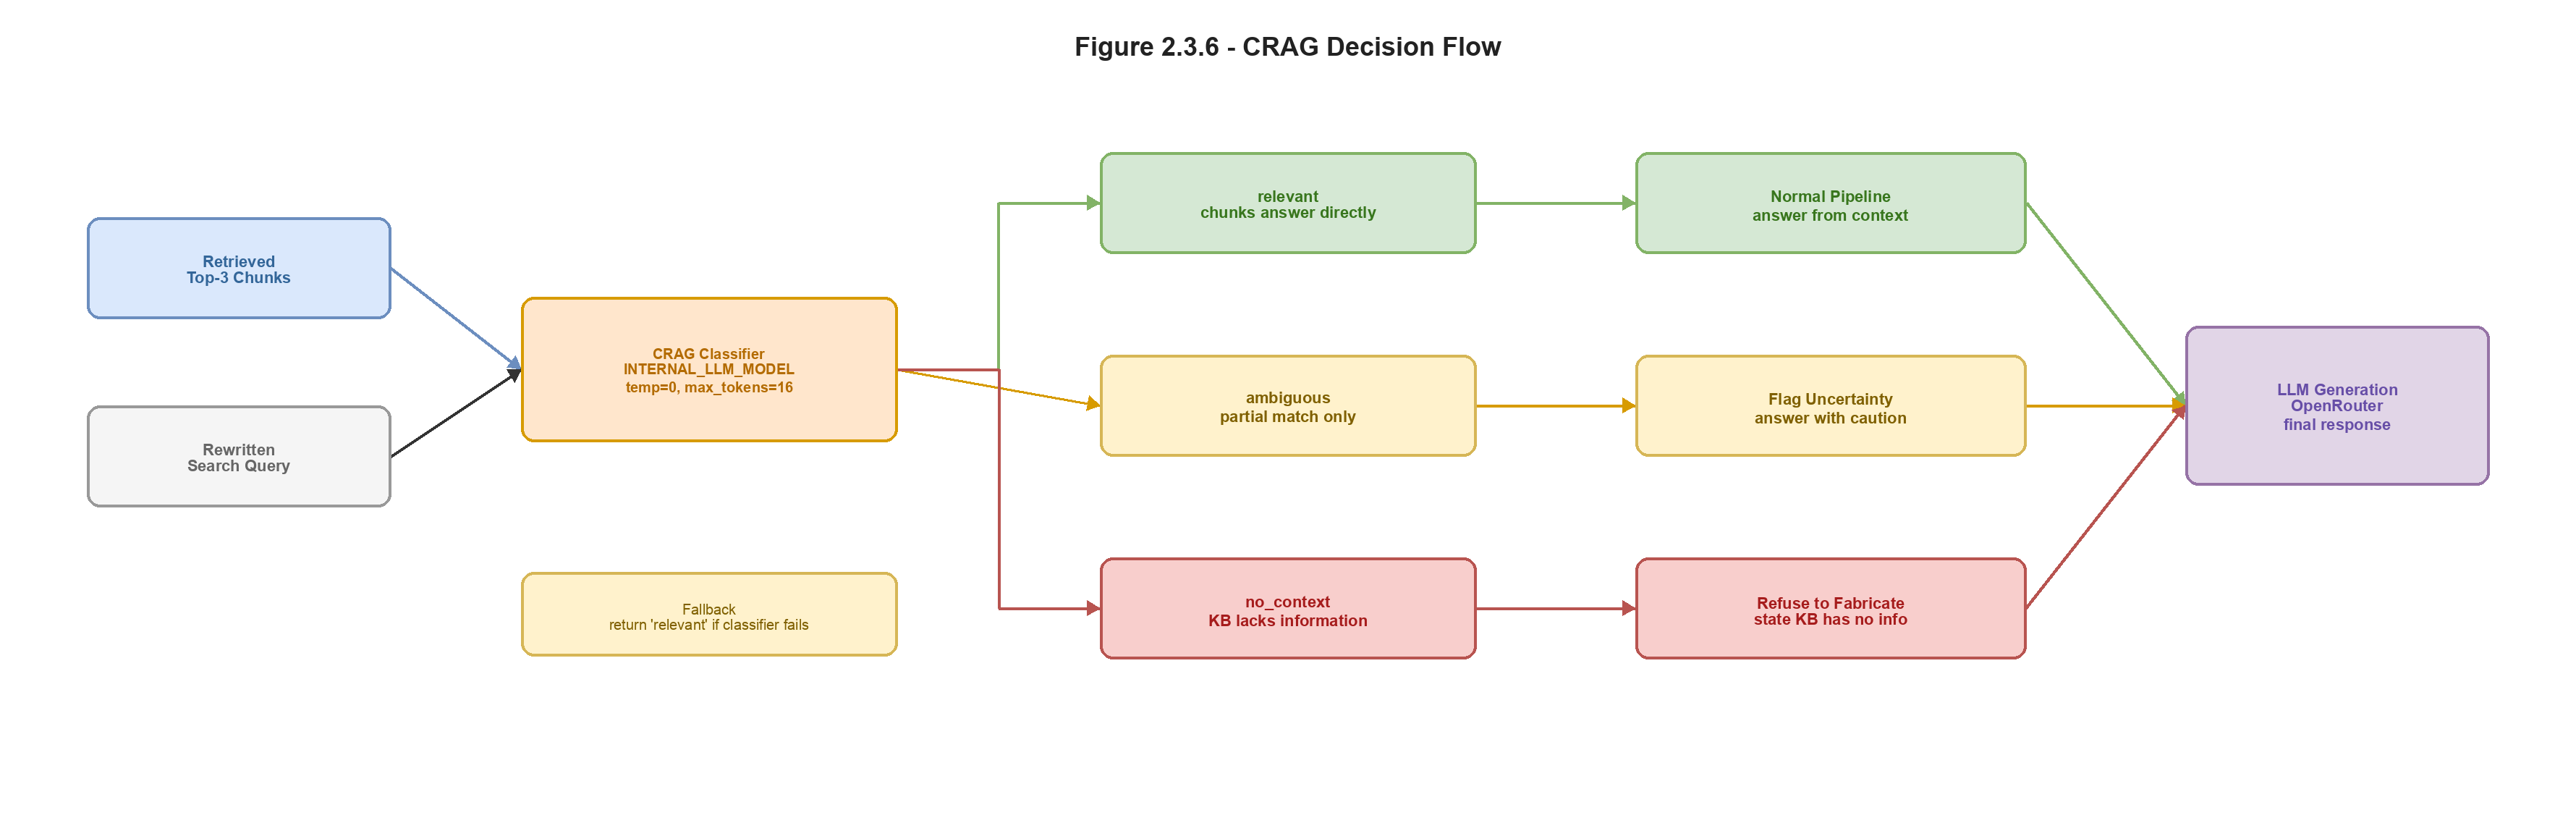 Figure 2.3.6 - CRAG Decision Flow
Retrieved
Top-3 Chunks
Rewritten
Search Query
CRAG Classifier
INTERNAL_LLM_MODEL
temp=0, max_tokens=16
Fallback
return 'relevant' if classifier fails
relevant
chunks answer directly
Normal Pipeline
answer from context
ambiguous
partial match only
Flag Uncertainty
answer with caution
no_context
KB lacks information
Refuse to Fabricate
state KB has no info
LLM Generation
OpenRouter
final response